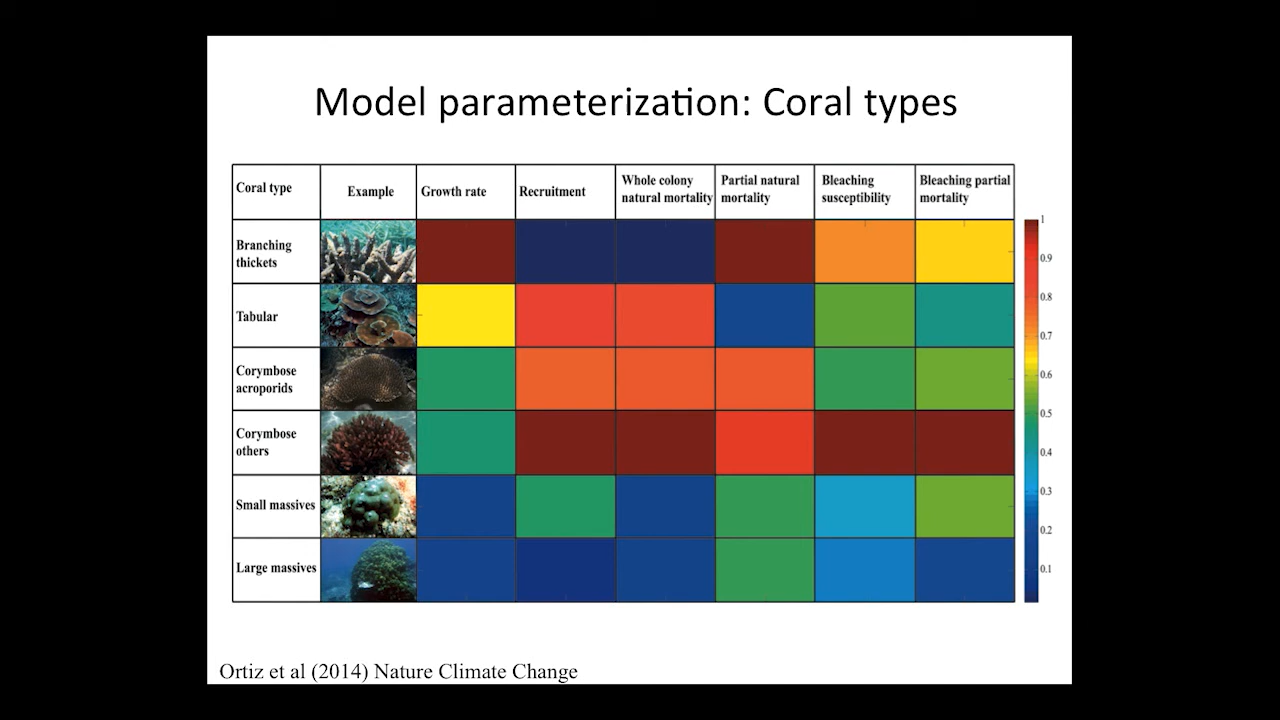 Model parameterization: Coral types
Coral type
Example
Growth rate
Recruitment
Whole colony
natural mortality
Partial natural
mortality
Bleaching
susceptibility
Bleaching partial
mortality
Branching
thickets
Tabular
Corymbose
acroporids
Corymbose
others
Small massives
Large massives
1
0.9
0.8
0.7
0.6
0.5
0.4
0.3
0.2
0.1
Ortiz et al (2014) Nature Climate Change